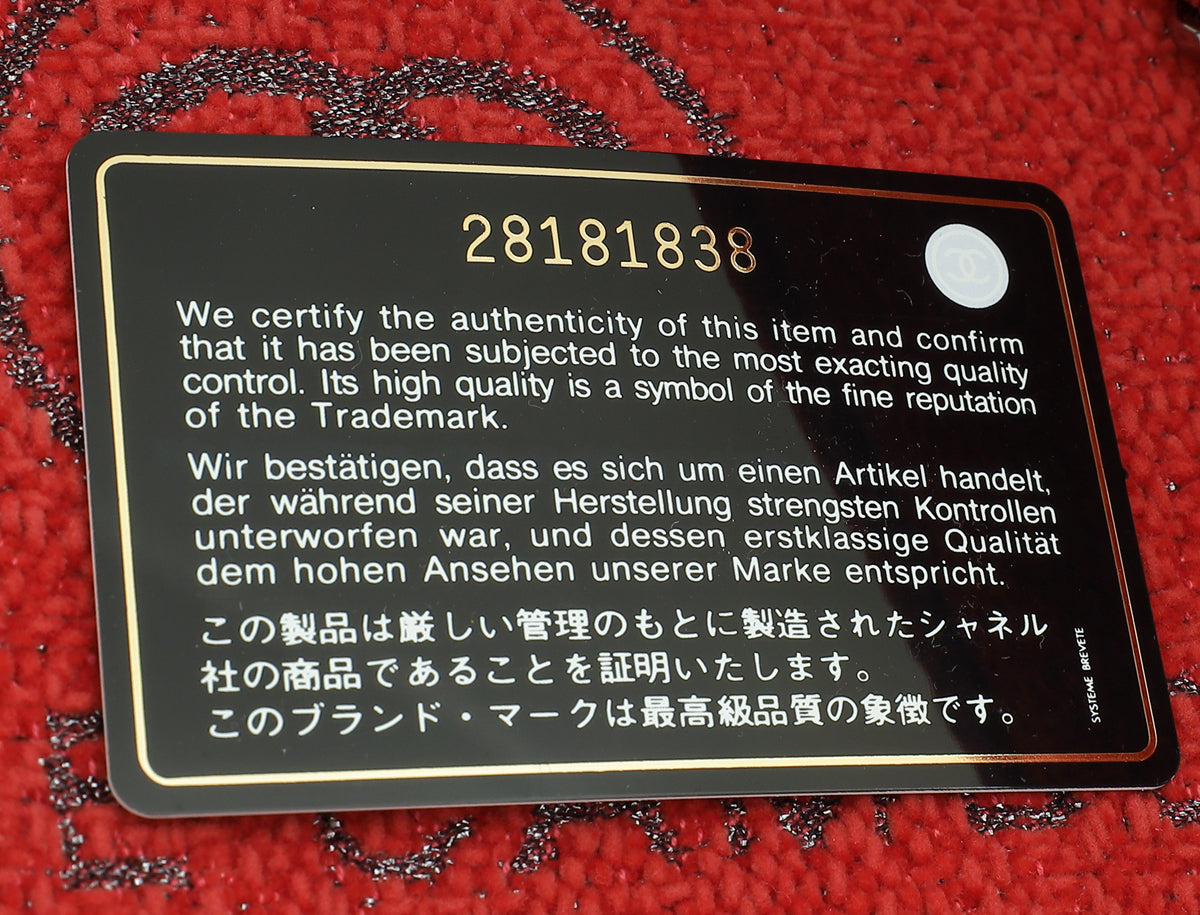 28181838
We certify the authenticity of this item and confirm
that it has been subjected to the most exacting quality
control. Its high quality is a symbol of the fine reputation
of the Trademark.
Wir bestätigen, dass es sich um einen Artikel handelt,
der während seiner Herstellung strengsten Kontrollen
unterworfen war, und dessen erstklassige Qualität
dem hohen Ansehen unserer Marke entspricht.
この製品は厳しい管理のもとに製造されたシャネル
社の商品であることを証明いたします。
このブランド・マークは最高級品質の象徴です。
SYSTEME BREVETE